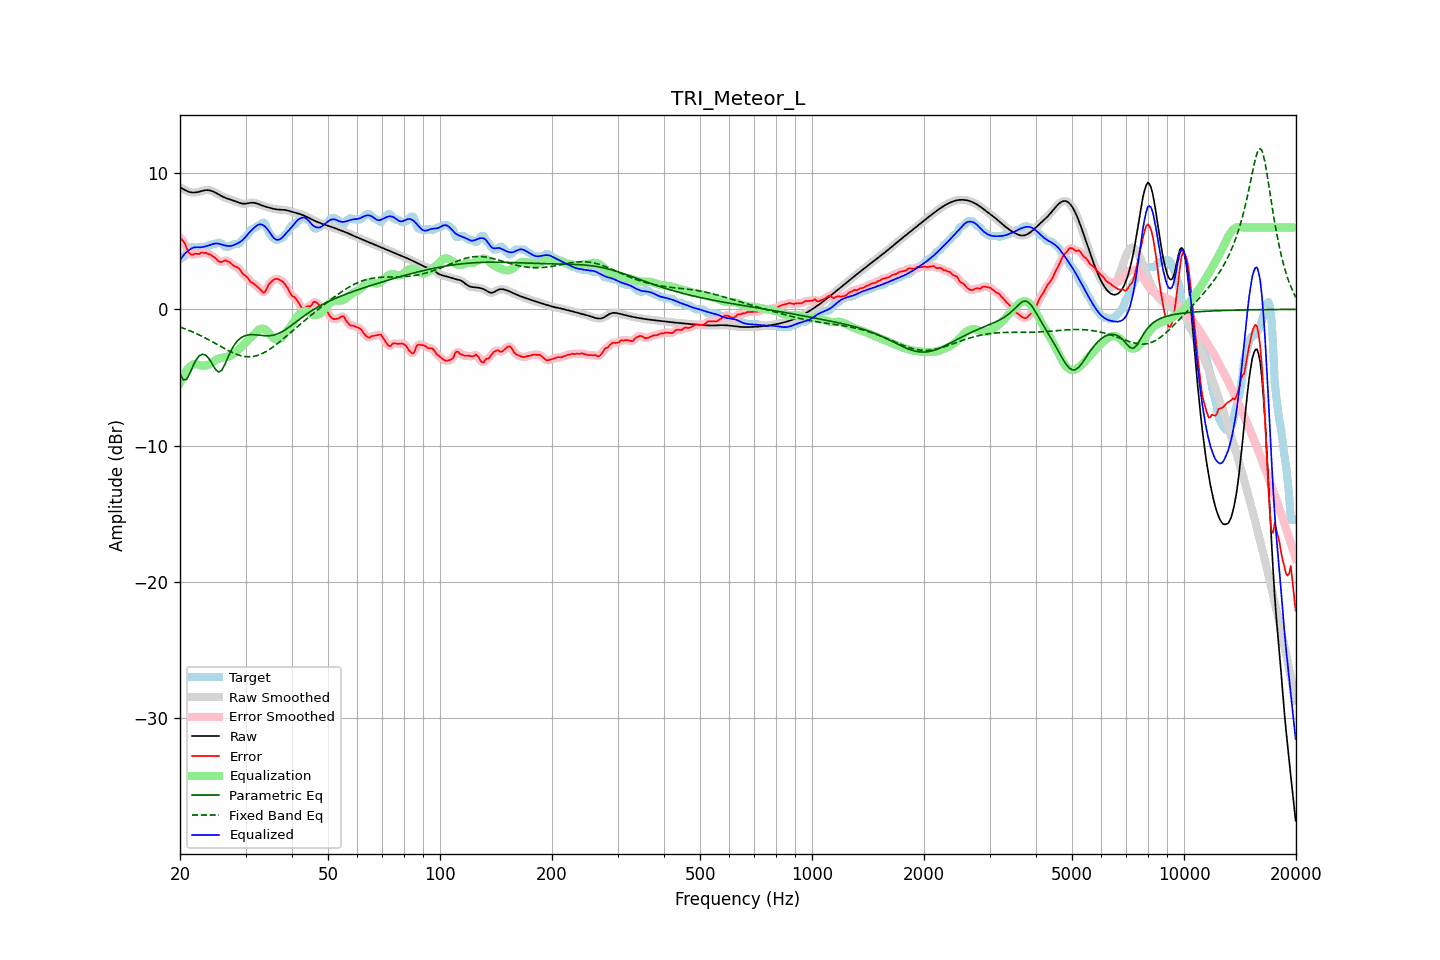 TRI_Meteor_L
Amplitude (dBr)
10
0
−10
−20
−30
Target
Raw Smoothed
Error Smoothed
Raw
Error
Equalization
Parametric Eq
Fixed Band Eq
Equalized
20 50 100 200 500 1000 2000 5000 10000 20000
Frequency (Hz)